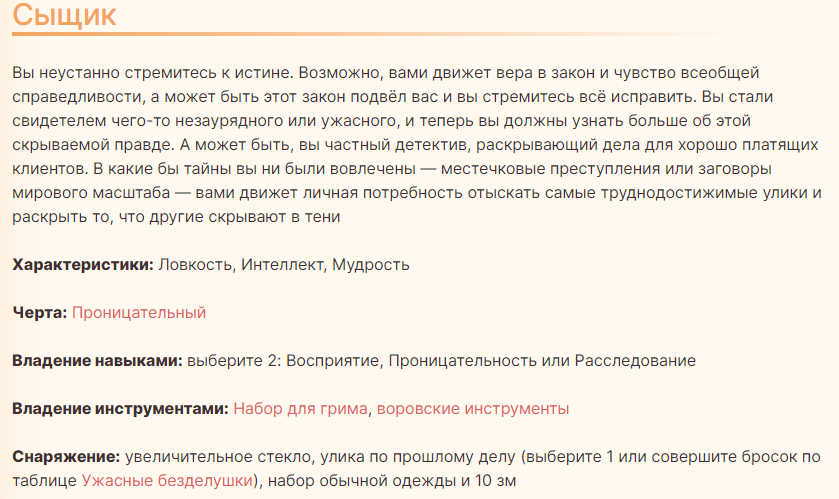 Сыщик
Вы неустанно стремитесь к истине. Возможно, вами движет вера в закон и чувство всеобщей
справедливости, а может быть этот закон подвёл вас и вы стремитесь всё исправить. Вы стали
свидетелем чего-то незаурядного или ужасного, и теперь вы должны узнать больше об этой
скрываемой правде. А может быть, вы частный детектив, раскрывающий дела для хорошо платящих
клиентов. В какие бы тайны вы ни были вовлечены — местечковые преступления или заговоры
мирового масштаба — вами движет личная потребность отыскать самые труднодостижимые улики и
раскрыть то, что другие скрывают в тени
Характеристики: Ловкость, Интеллект, Мудрость
Черта: Проницательный
Владение навыками: выберите 2: Восприятие, Проницательность или Расследование
Владение инструментами: Набор для грима, воровские инструменты
Снаряжение: увеличительное стекло, улика по прошлому делу (выберите 1 или совершите бросок по
таблице Ужасные безделушки), набор обычной одежды и 10 зм